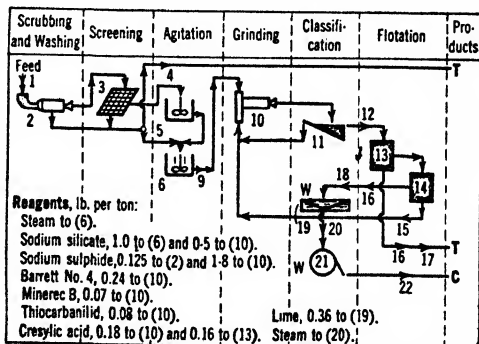 Scrubbing and Washing
Screening
Agitation
Grinding
Classifi-cation
Flotation
Pro-ducts
Feed
1
2
3
4
5
6
9
10
11
12
13
14
T
W
18
16
19
20
15
16
17
T
W
21
22
C
Reagents, lb. per ton:
Steam to (6).
Sodium silicate, 1.0 to (6) and 0·5 to (10).
Sodium sulphide, 0.125 to (2) and 1·8 to (10).
Barrett No. 4, 0.24 to (10).
Minerec B, 0.07 to (10).
Thiocarbanilid, 0.08 to (10).
Lime, 0.36 to (19).
Cresylic acid, 0.18 to (10) and 0.16 to (13).
Steam to (20).